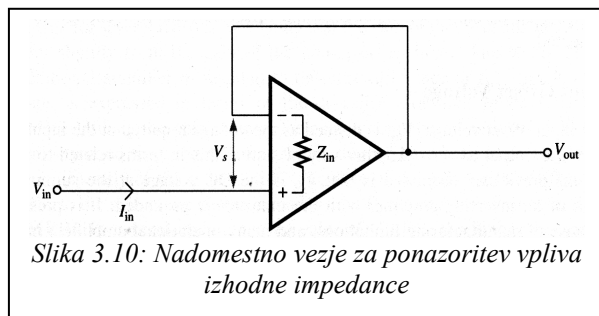 V_s
Z_in
V_out
V_in
I_in
Slika 3.10: Nadomestno vezje za ponazoritev vpliva
izhodne impedance